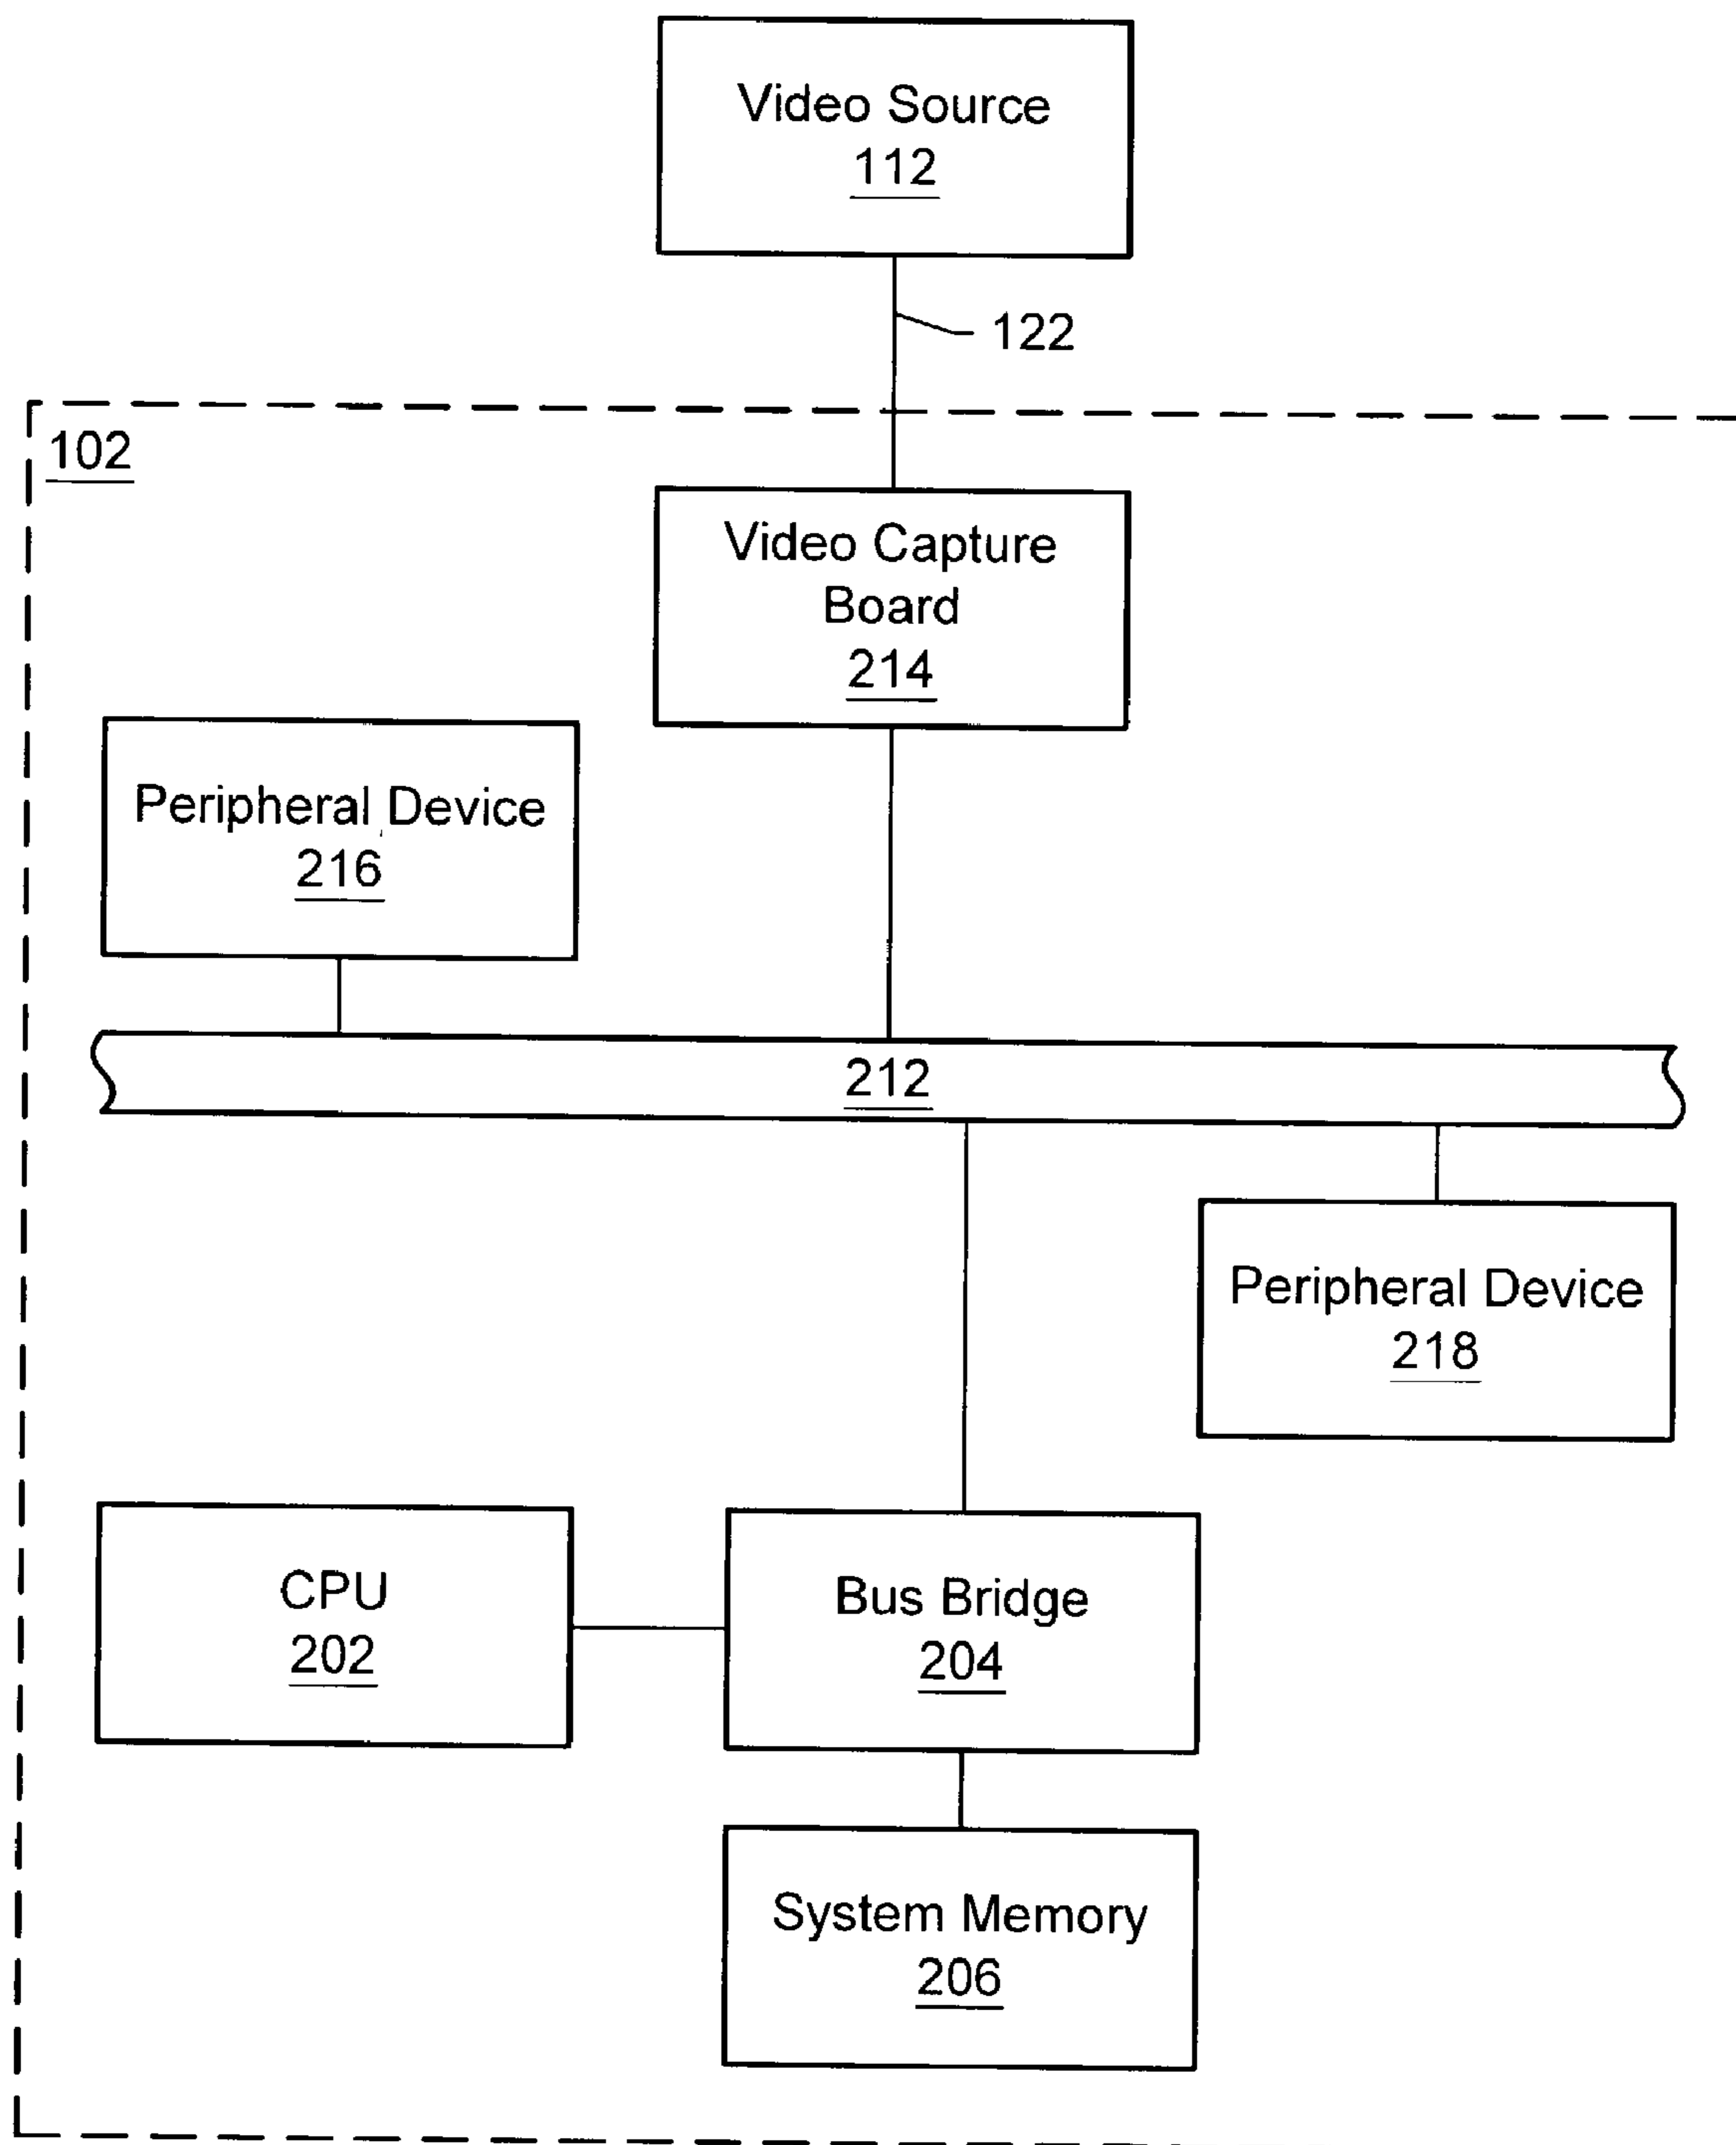 Video Source
112
122
102
Video Capture
Board
214
Peripheral Device
216
212
Peripheral Device
218
CPU
202
Bus Bridge
204
System Memory
206